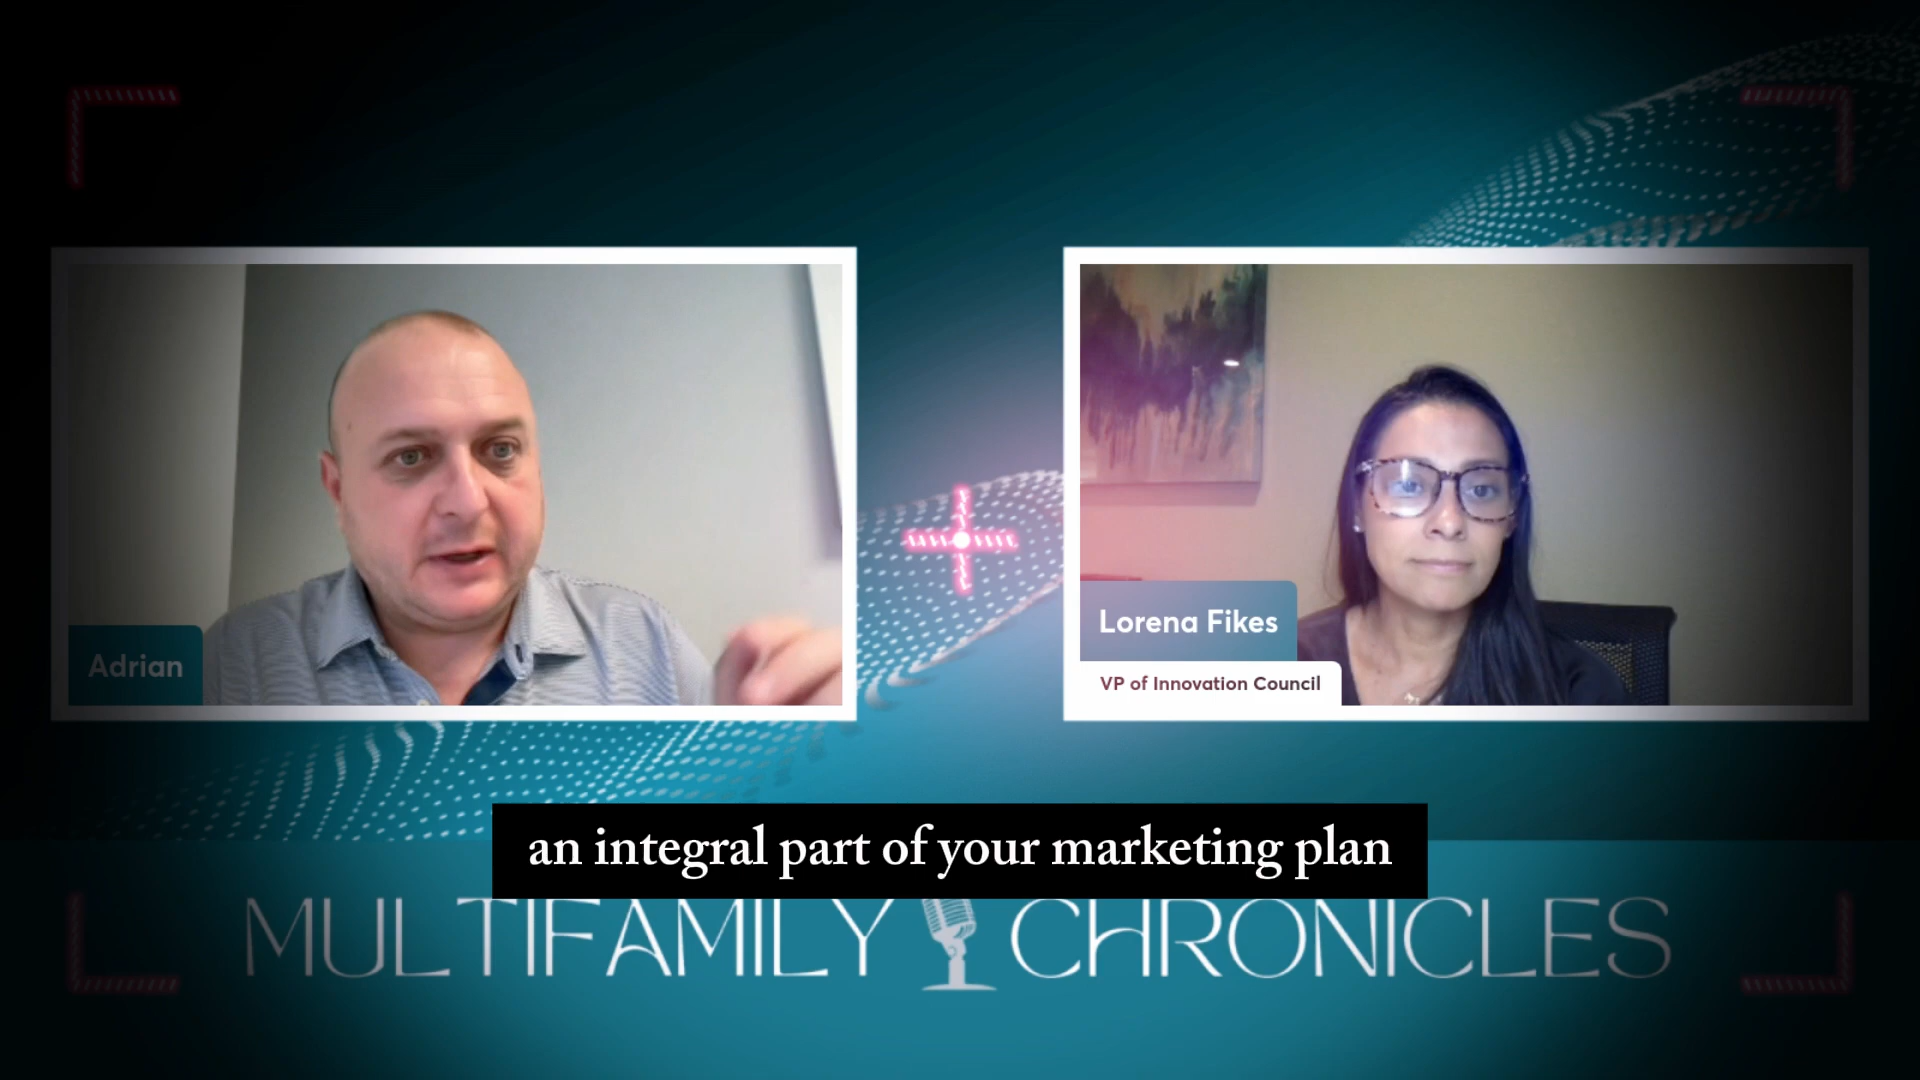 Adrian
Lorena Fikes
VP of Innovation Council
an integral part of your marketing plan
MULTIFAMILY CHRONICLES